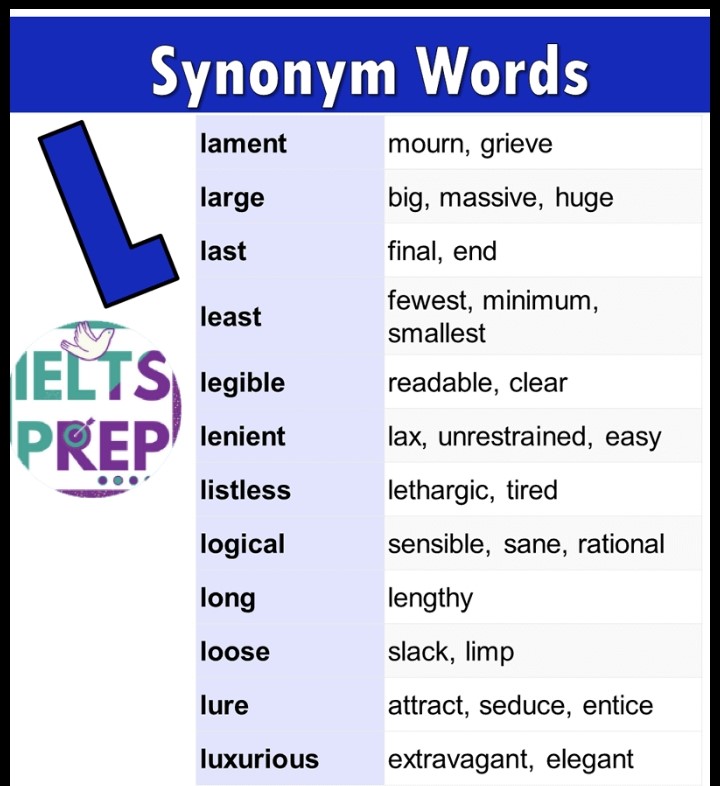 Synonym Words
L
IELTS
PREP
lament mourn, grieve
large big, massive, huge
last final, end
least fewest, minimum,
smallest
legible readable, clear
lenient lax, unrestrained, easy
listless lethargic, tired
logical sensible, sane, rational
long lengthy
loose slack, limp
lure attract, seduce, entice
luxurious extravagant, elegant